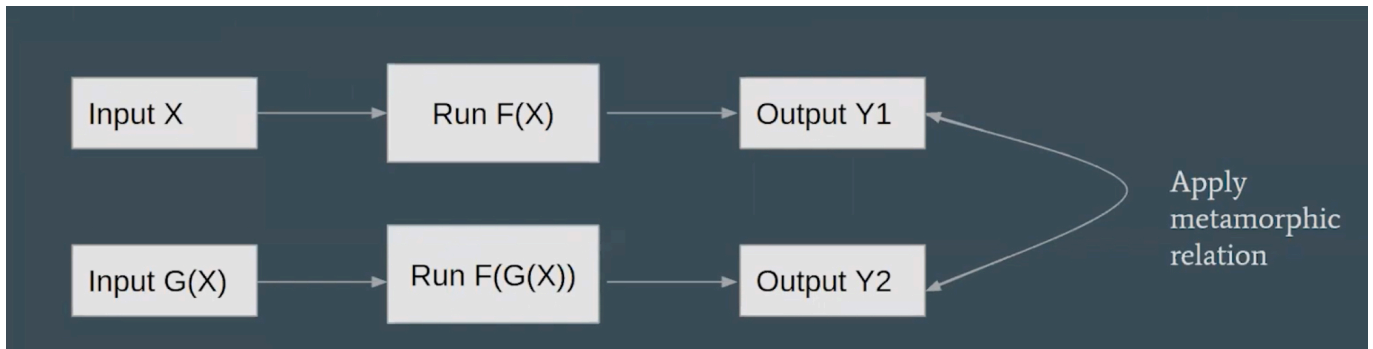 Input X
Run F(X)
Output Y1
Input G(X)
Run F(G(X))
Output Y2
Apply
metamorphic
relation